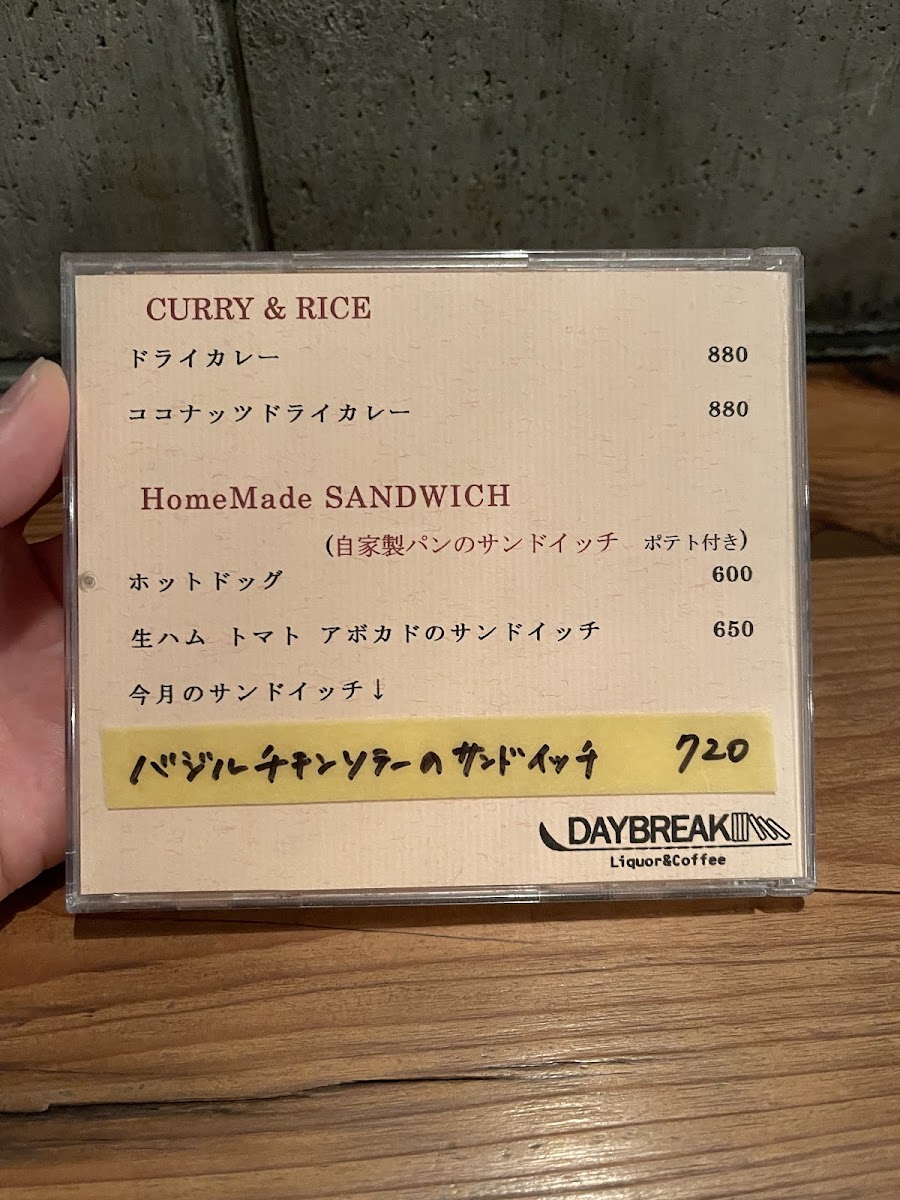 CURRY & RICE
ドライカレー 880
ココナッツドライカレー 880
HomeMade SANDWICH
(自家製パンのサンドイッチ ポテト付き)
ホットドッグ 600
生ハム トマト アボカドのサンドイッチ 650
今月のサンドイッチ↓
バジルチキンソテーのサンドイッチ 720
DAYBREAK
Liquor&Coffee